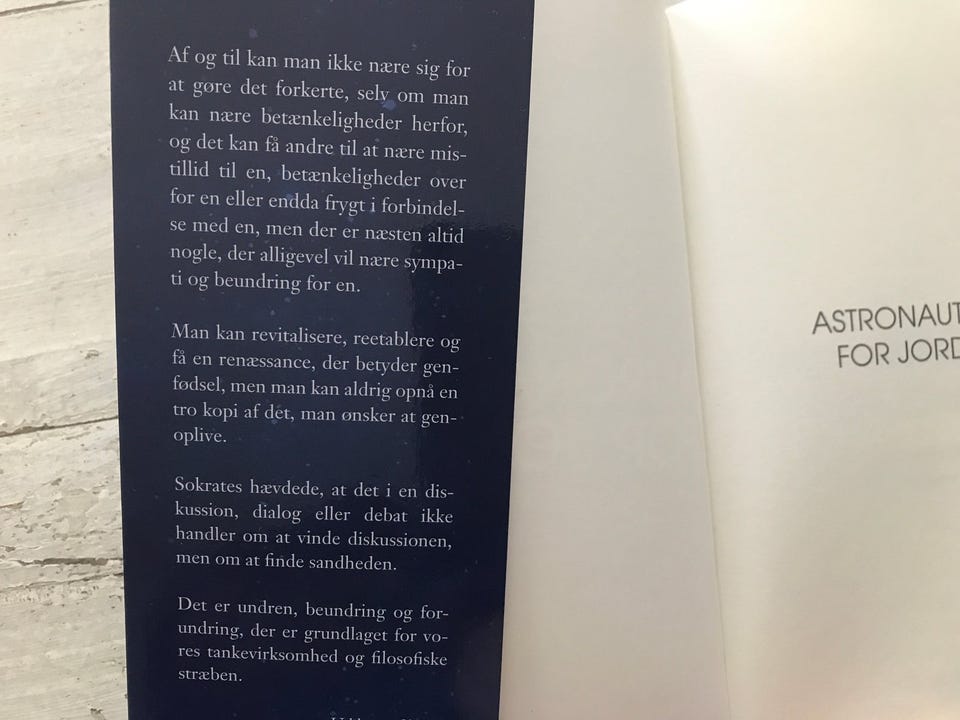 Af og til kan man ikke nære sig for
at gøre det forkerte, selv om man
kan nære betænkeligheder herfor,
og det kan få andre til at nære mis-
tillid til en, betænkeligheder over
for en eller endda frygt i forbindel-
se med en, men der er næsten altid
nogle, der alligevel vil nære sympa-
ti og beundring for en.
Man kan revitalisere, reetablere og
få en renæssance, der betyder gen-
fødsel, men man kan aldrig opnå en
tro kopi af det, man ønsker at gen-
oplive.
Sokrates hævdede, at det i en dis-
kussion, dialog eller debat ikke
handler om at vinde diskussionen,
men om at finde sandheden.
Det er undren, beundring og for-
undring, der er grundlaget for vo-
res tankevirksomhed og filosofiske
stræben.
ASTRONAUT
FOR JORD